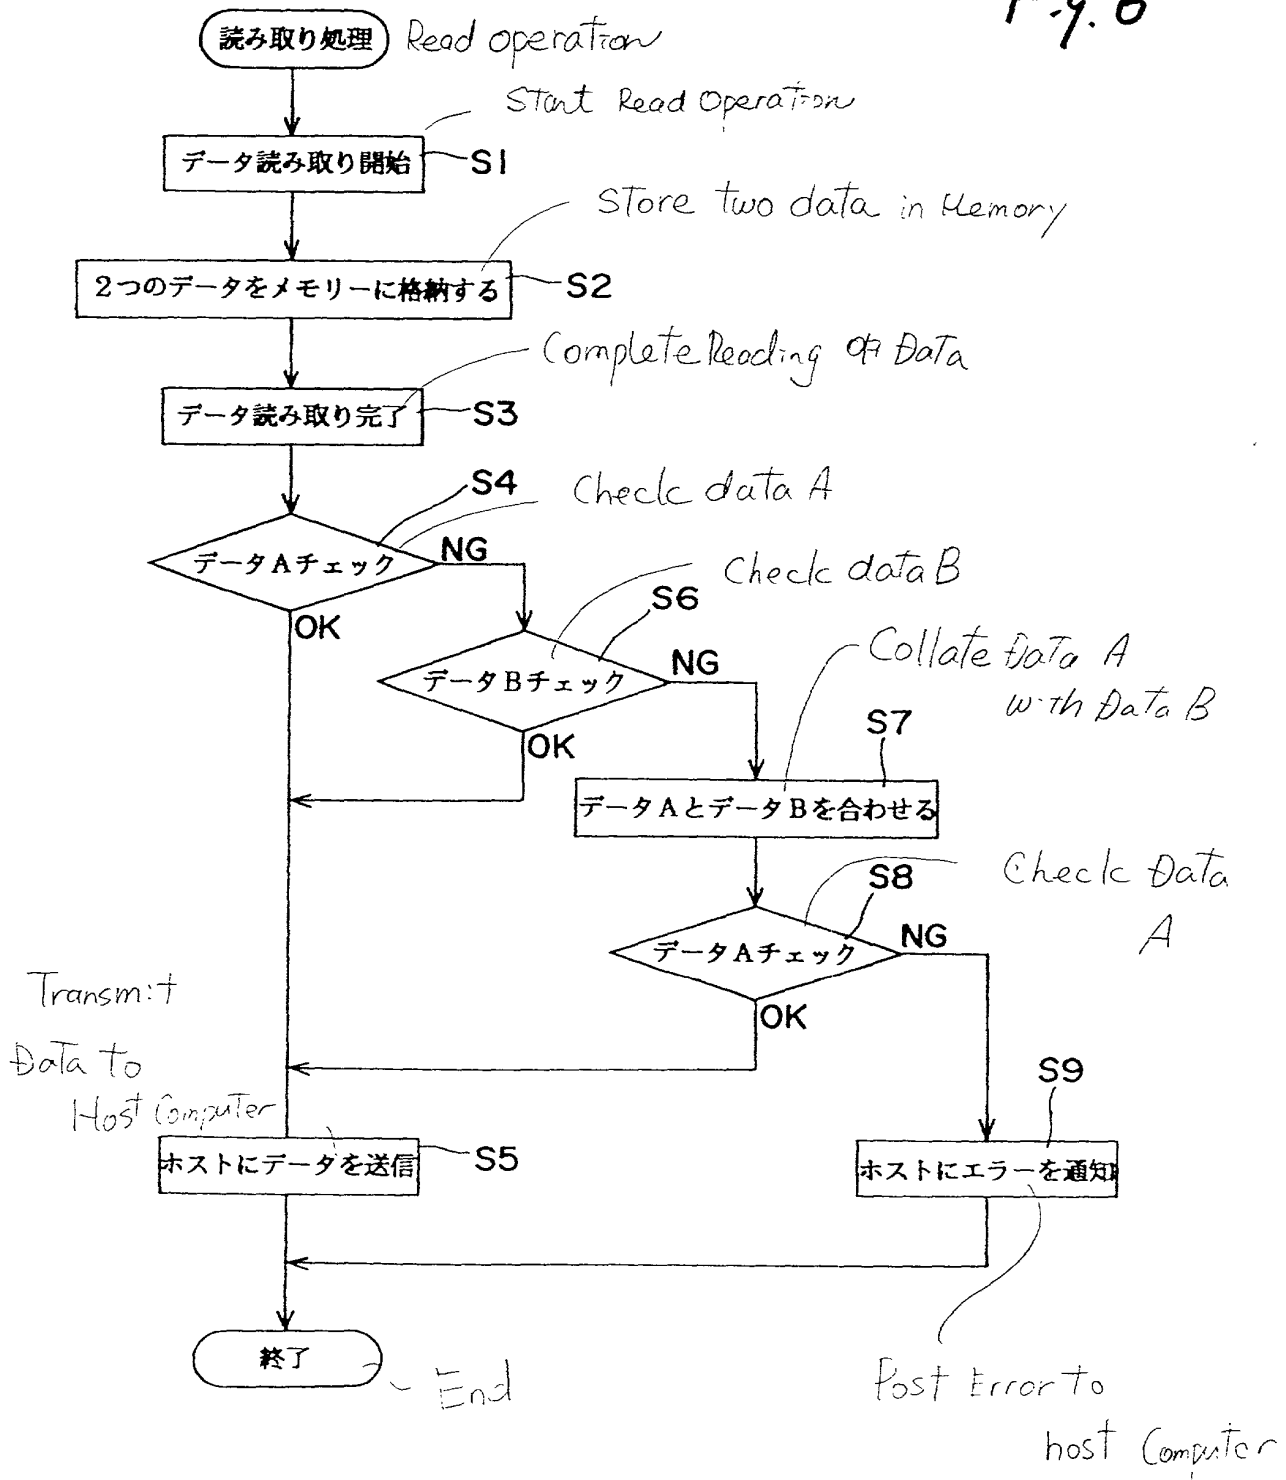 Fig. 6
読み取り処理 Read operation
Start Read Operation
データ読み取り開始 S1
Store two data in Memory
2つのデータをメモリーに格納する S2
Complete Reading of Data
データ読み取り完了 S3
S4 Check data A
データAチェック NG
OK
Check data B
S6
データBチェック NG
OK
Collate Data A
with Data B
S7
データAとデータBを合わせる
Check Data
A
S8
データAチェック NG
OK
Transmit
Data to
Host Computer
ホストにデータを送信 S5
S9
ホストにエラーを通知
終了 End
Post Error to
host Computer